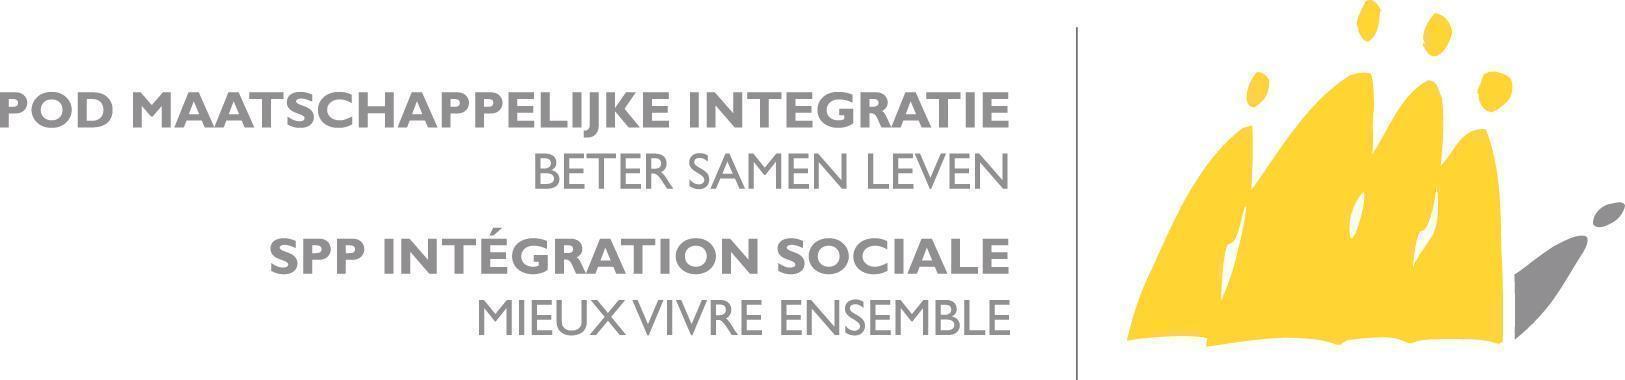 POD MAATSCHAPPELIJKE INTEGRATIE
BETER SAMEN LEVEN
SPP INTÉGRATION SOCIALE
MIEUX VIVRE ENSEMBLE